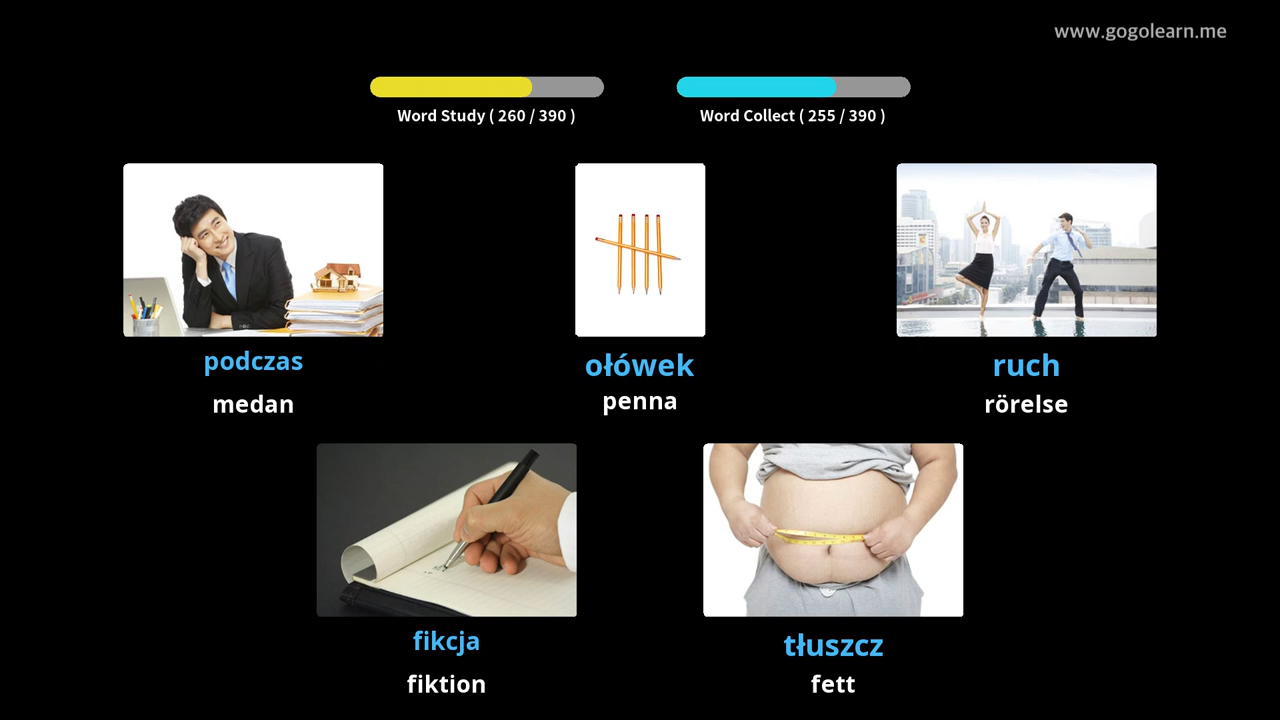 www.gogolearn.me
Word Study ( 260 / 390 )
Word Collect ( 255 / 390 )
podczas
medan
ołówek
penna
ruch
rörelse
fikcja
fiktion
tłuszcz
fett